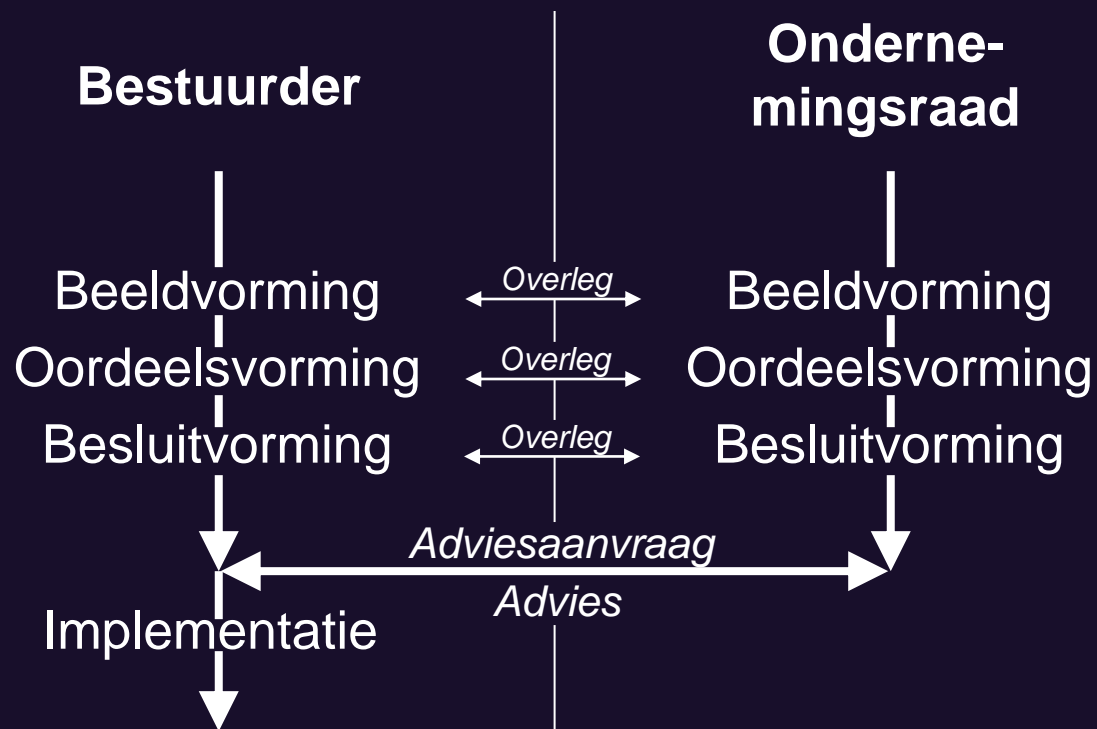 Bestuurder
Onderne-
mingsraad
Beeldvorming
Overleg
Beeldvorming
Oordeelsvorming
Overleg
Oordeelsvorming
Besluitvorming
Overleg
Besluitvorming
Adviesaanvraag
Advies
Implementatie